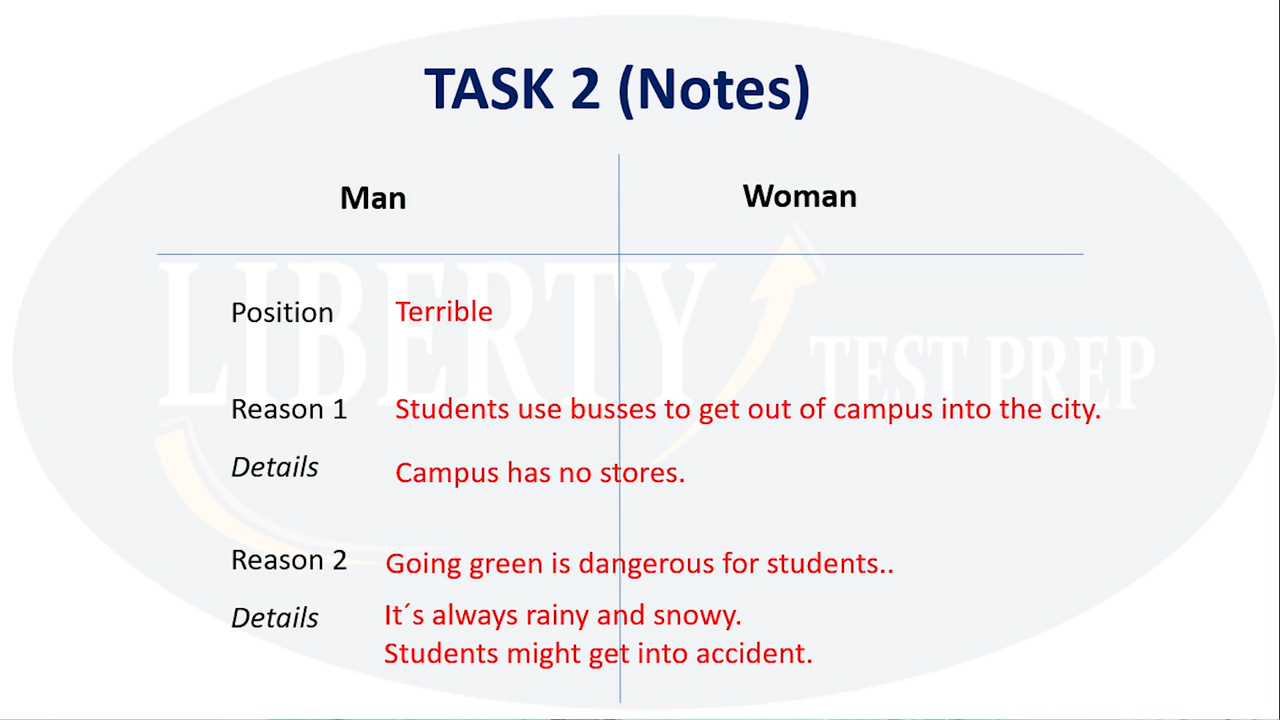 TASK 2 (Notes)
Man
Woman
Position Terrible
Reason 1 Students use busses to get out of campus into the city.
Details Campus has no stores.
Reason 2 Going green is dangerous for students..
Details It´s always rainy and snowy.
Students might get into accident.
LIBERTY
TEST PREP